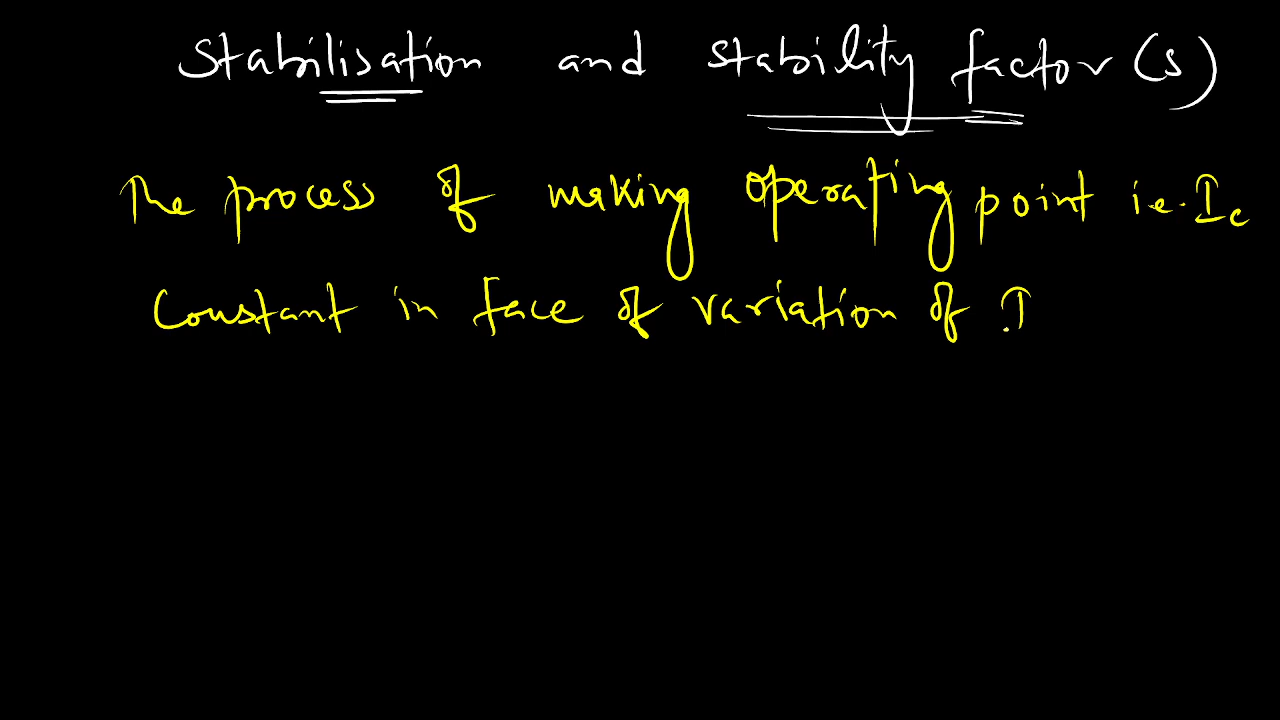 Stabilisation and stability factor (s)
The process of making operating point i.e. Ic
Constant in face of variation of I